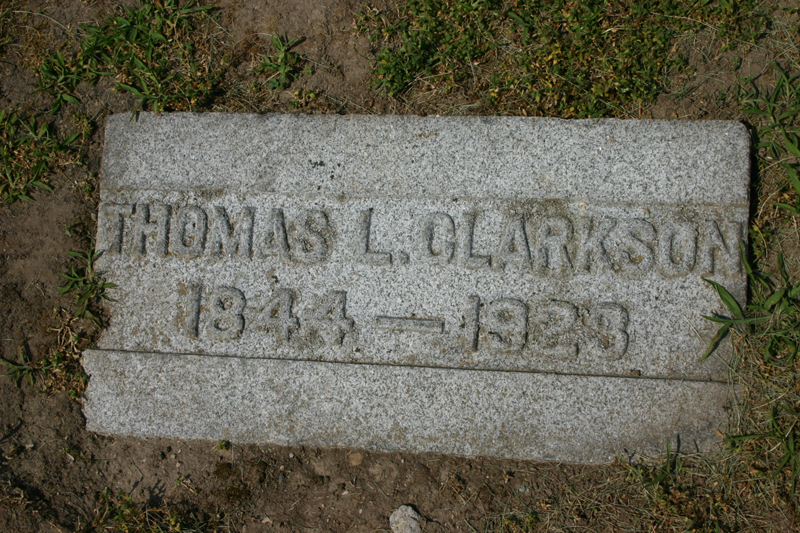 THOMAS L. CLARKSON
1844 — 1923